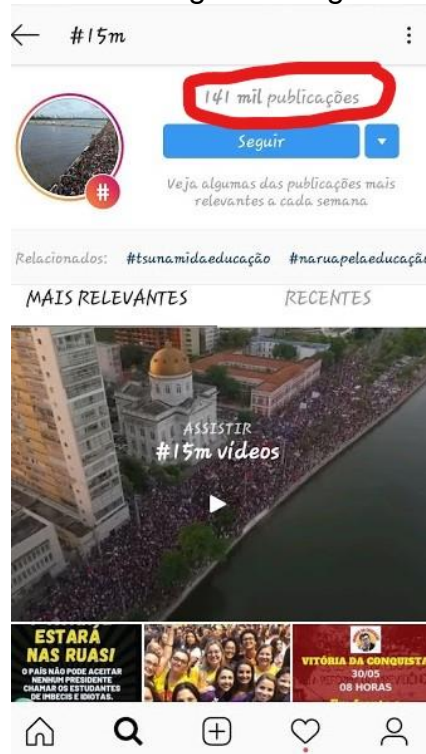 #15m
141 mil publicações
Seguir
Veja algumas das publicações mais
relevantes a cada semana
Relacionados: #tsunamidaeducação #naruapelaeducação
MAIS RELEVANTES RECENTES
ASSISTIR
#15m vídeos
ESTARÁ
NAS RUAS!
O PAÍS NÃO PODE ACEITAR
NENHUM PRESIDENTE
CHAMAR OS ESTUDANTES
DE IMBECIS E IDIOTAS.
VITÓRIA DA CONQUISTA
30/05
08 HORAS